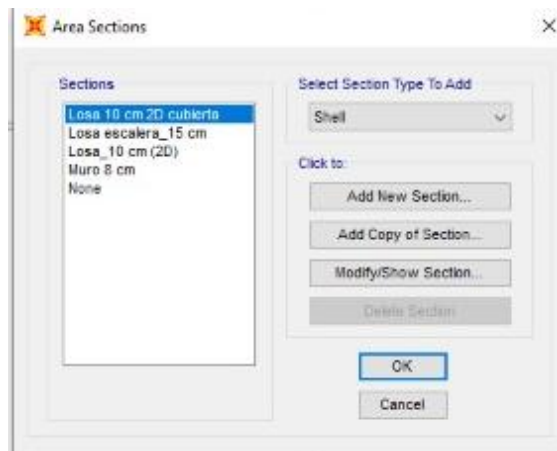 Area Sections
Sections
Losa 10 cm 2D cubierta
Losa escalera_15 cm
Losa_10 cm (2D)
Muro 8 cm
None
Select Section Type To Add
Shell
Click to:
Add New Section...
Add Copy of Section...
Modify/Show Section...
Delete Section
OK
Cancel